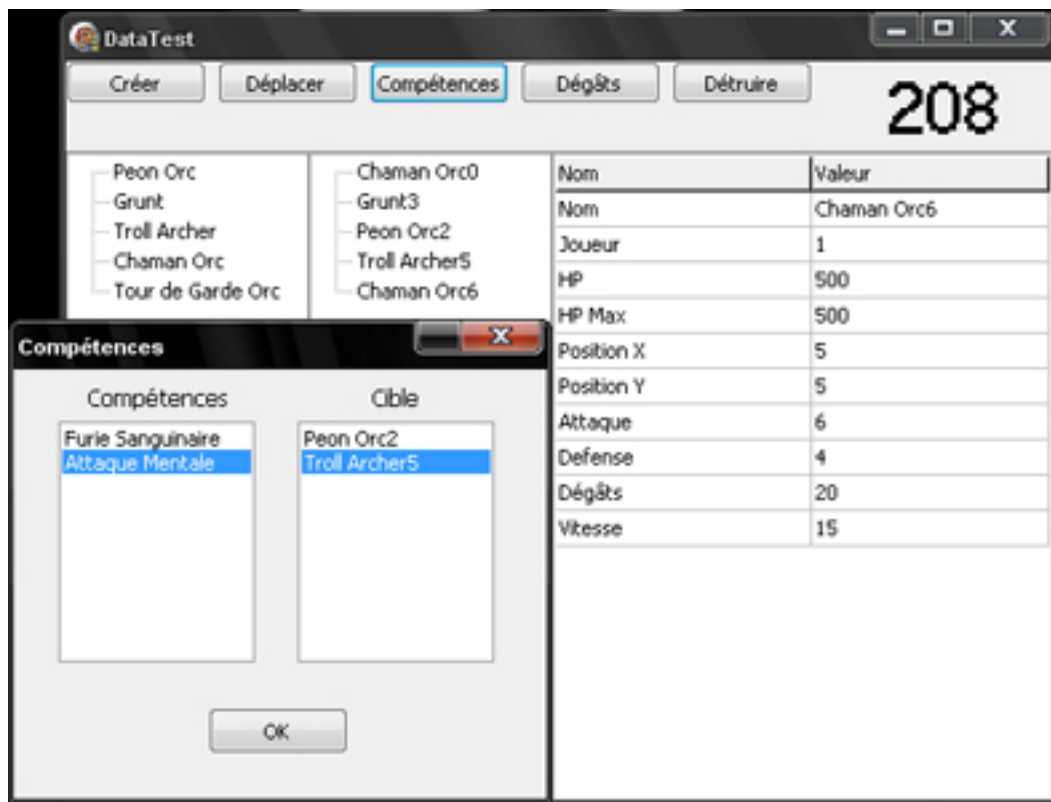 DataTest
Créer Déplacer Compétences Dégâts Détruire
208
Peon Orc
Grunt
Troll Archer
Chaman Orc
Tour de Garde Orc
Chaman Orc0
Grunt3
Peon Orc2
Troll Archer5
Chaman Orc6
Nom Valeur
Nom Chaman Orc6
Joueur 1
HP 500
HP Max 500
Position X 5
Position Y 5
Attaque 6
Defense 4
Dégâts 20
Vitesse 15
Compétences
Compétences
Furie Sanguinaire
Attaque Mentale
Cible
Peon Orc2
Troll Archer5
OK